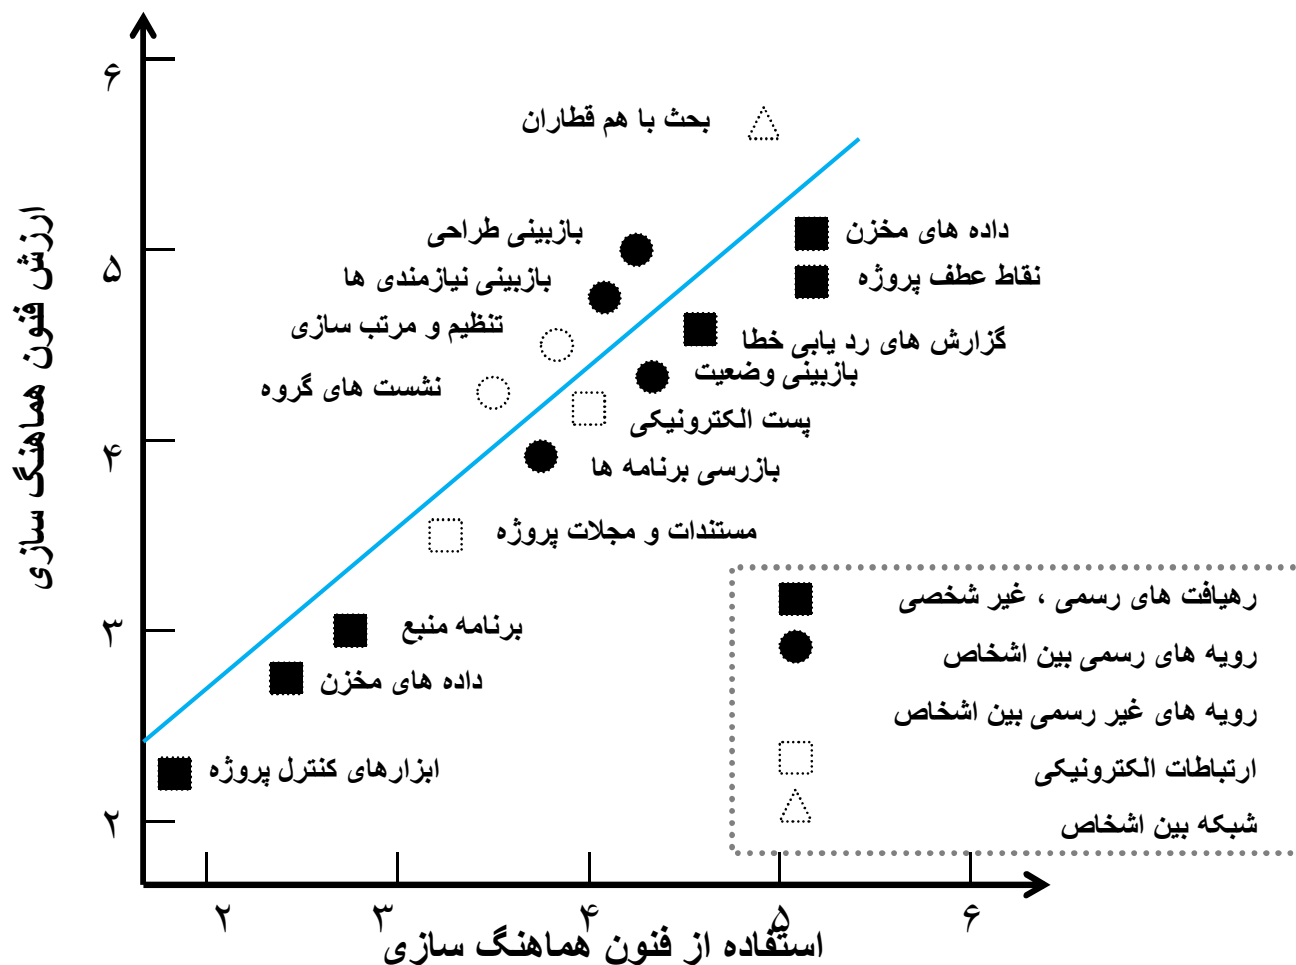 ۶
بحث با هم قطاران
ارزش فنون هماهنگ سازی
داده های مخزن
بازبینی طراحی
۵
نقاط عطف پروژه
بازبینی نیازمندی ها
تنظیم و مرتب سازی
گزارش های رد یابی خطا
بازبینی وضعیت
نشست های گروه
پست الکترونیکی
۴
بازرسی برنامه ها
مستندات و مجلات پروژه
۳
برنامه منبع
داده های مخزن
ابزارهای کنترل پروژه
۲
رهیافت های رسمی ، غیر شخصی
رویه های رسمی بین اشخاص
رویه های غیر رسمی بین اشخاص
ارتباطات الکترونیکی
شبکه بین اشخاص
۲ ۳ ۴ ۵ ۶
استفاده از فنون هماهنگ سازی